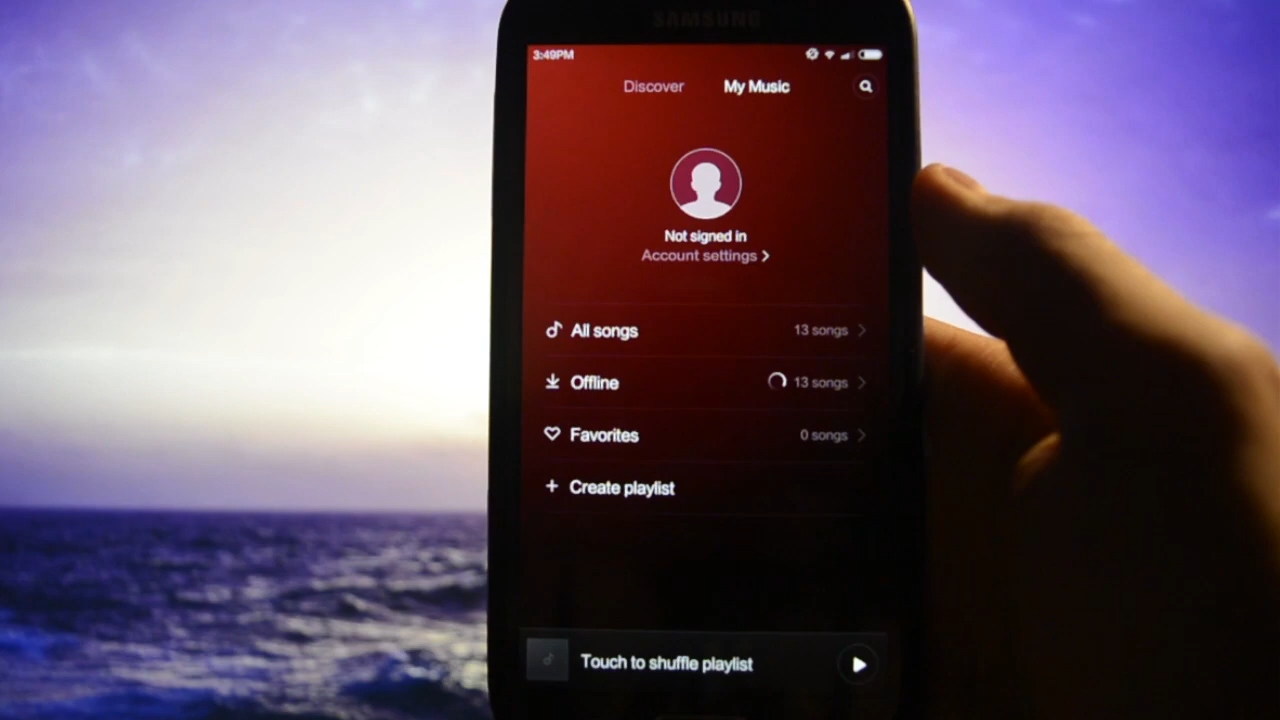 SAMSUNG
3:49PM
Discover My Music
Not signed in
Account settings >
All songs 13 songs >
Offline 13 songs >
Favorites 0 songs >
+ Create playlist
Touch to shuffle playlist